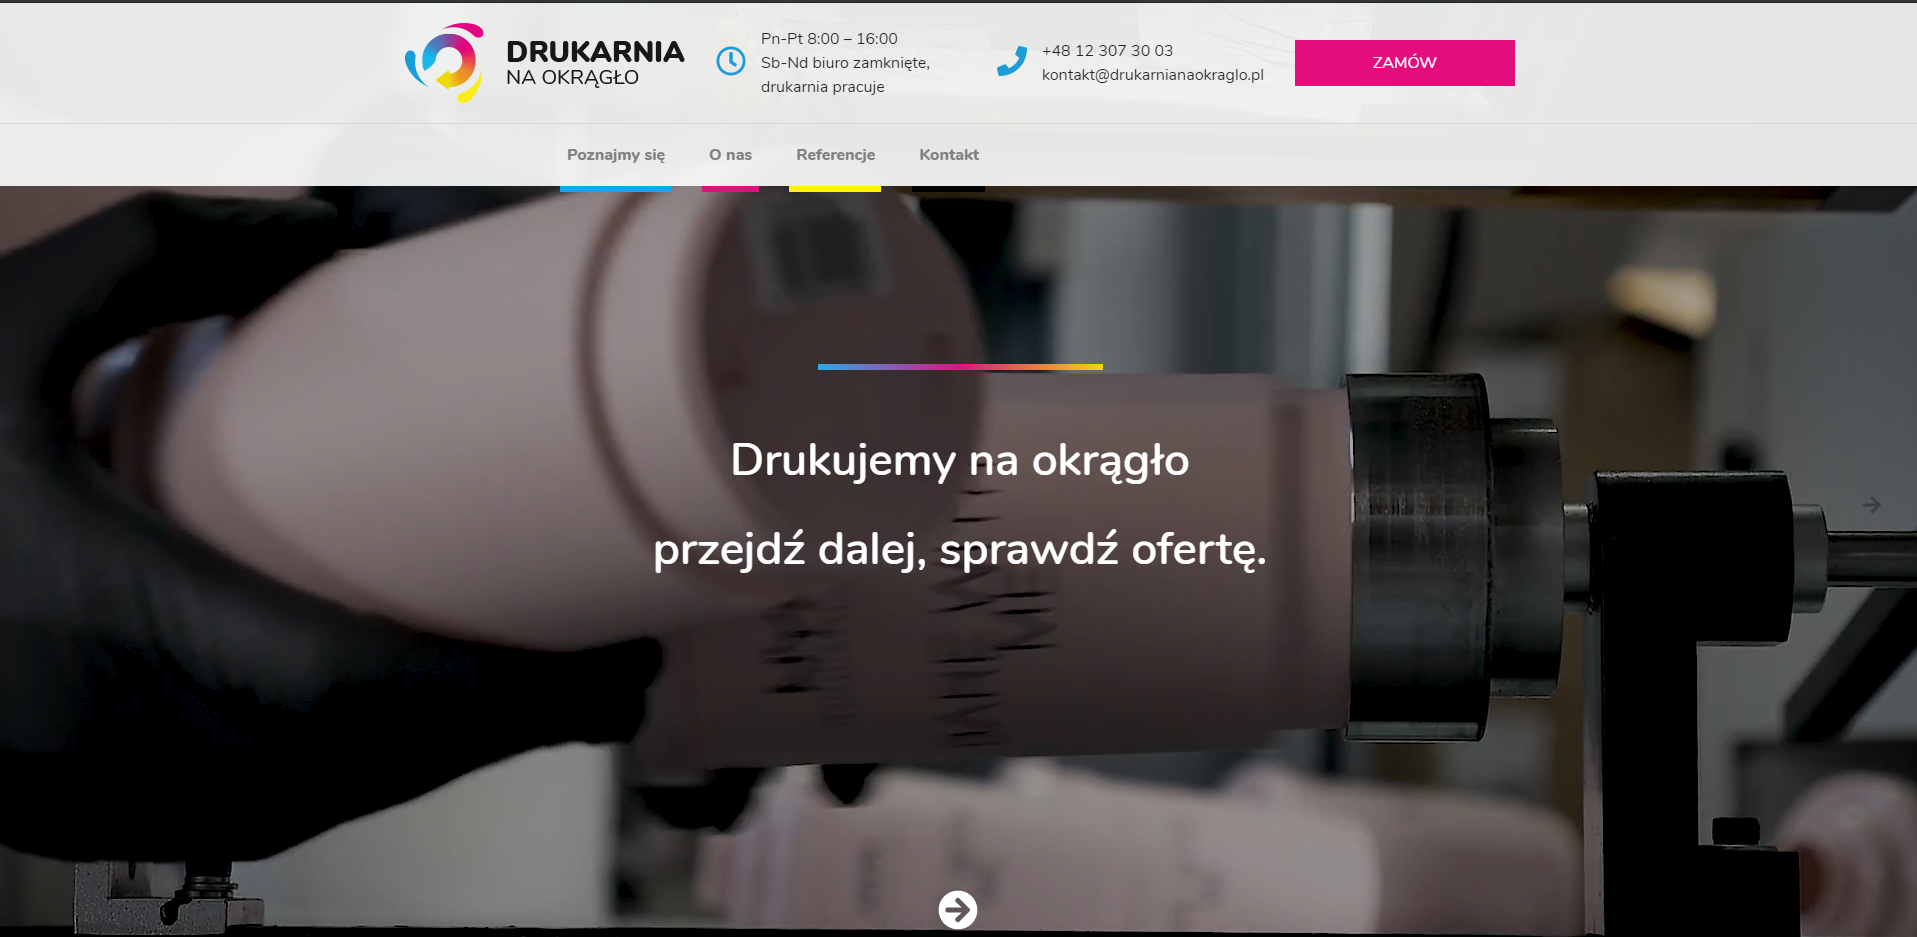 DRUKARNIA
NA OKRĄGŁO
Pn-Pt 8:00 – 16:00
Sb-Nd biuro zamknięte,
drukarnia pracuje
+48 12 307 30 03
kontakt@drukarnianaokraglo.pl
ZAMÓW
Poznajmy się
O nas
Referencje
Kontakt
Drukujemy na okrągło
przejdź dalej, sprawdź ofertę.